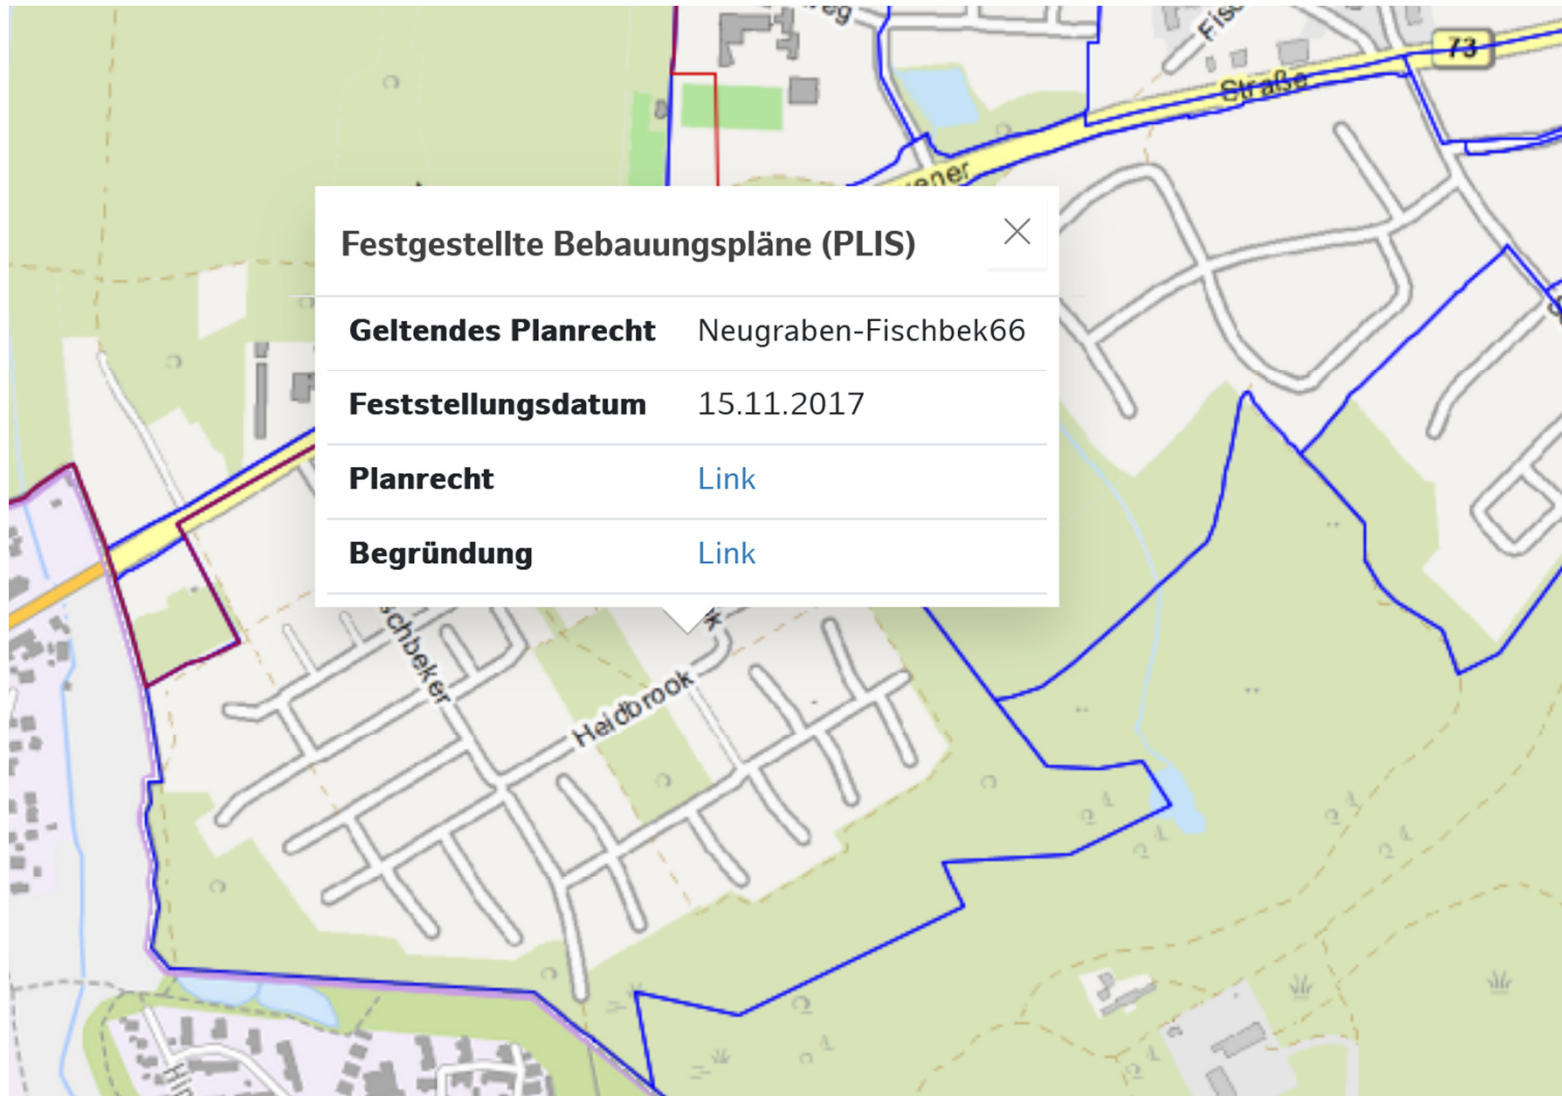 73
Straße
Festgestellte Bebauungspläne (PLIS)
Geltendes Planrecht Neugraben-Fischbek66
Feststellungsdatum 15.11.2017
Planrecht Link
Begründung Link
Heidbrook